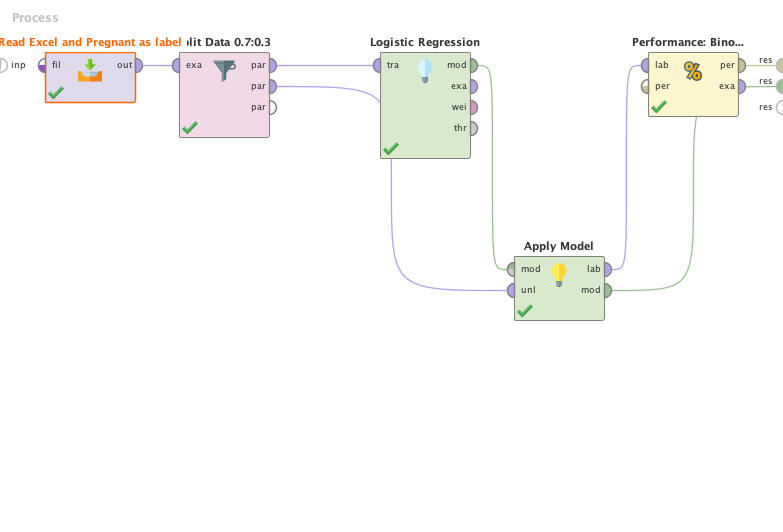 Process
Read Excel and Pregnant as label
plit Data 0.7:0.3
Logistic Regression
Performance: Bino...
inp
fil
out
exa
par
par
par
tra
mod
exa
wei
thr
lab
per
per
exa
res
res
res
Apply Model
mod
lab
unl
mod